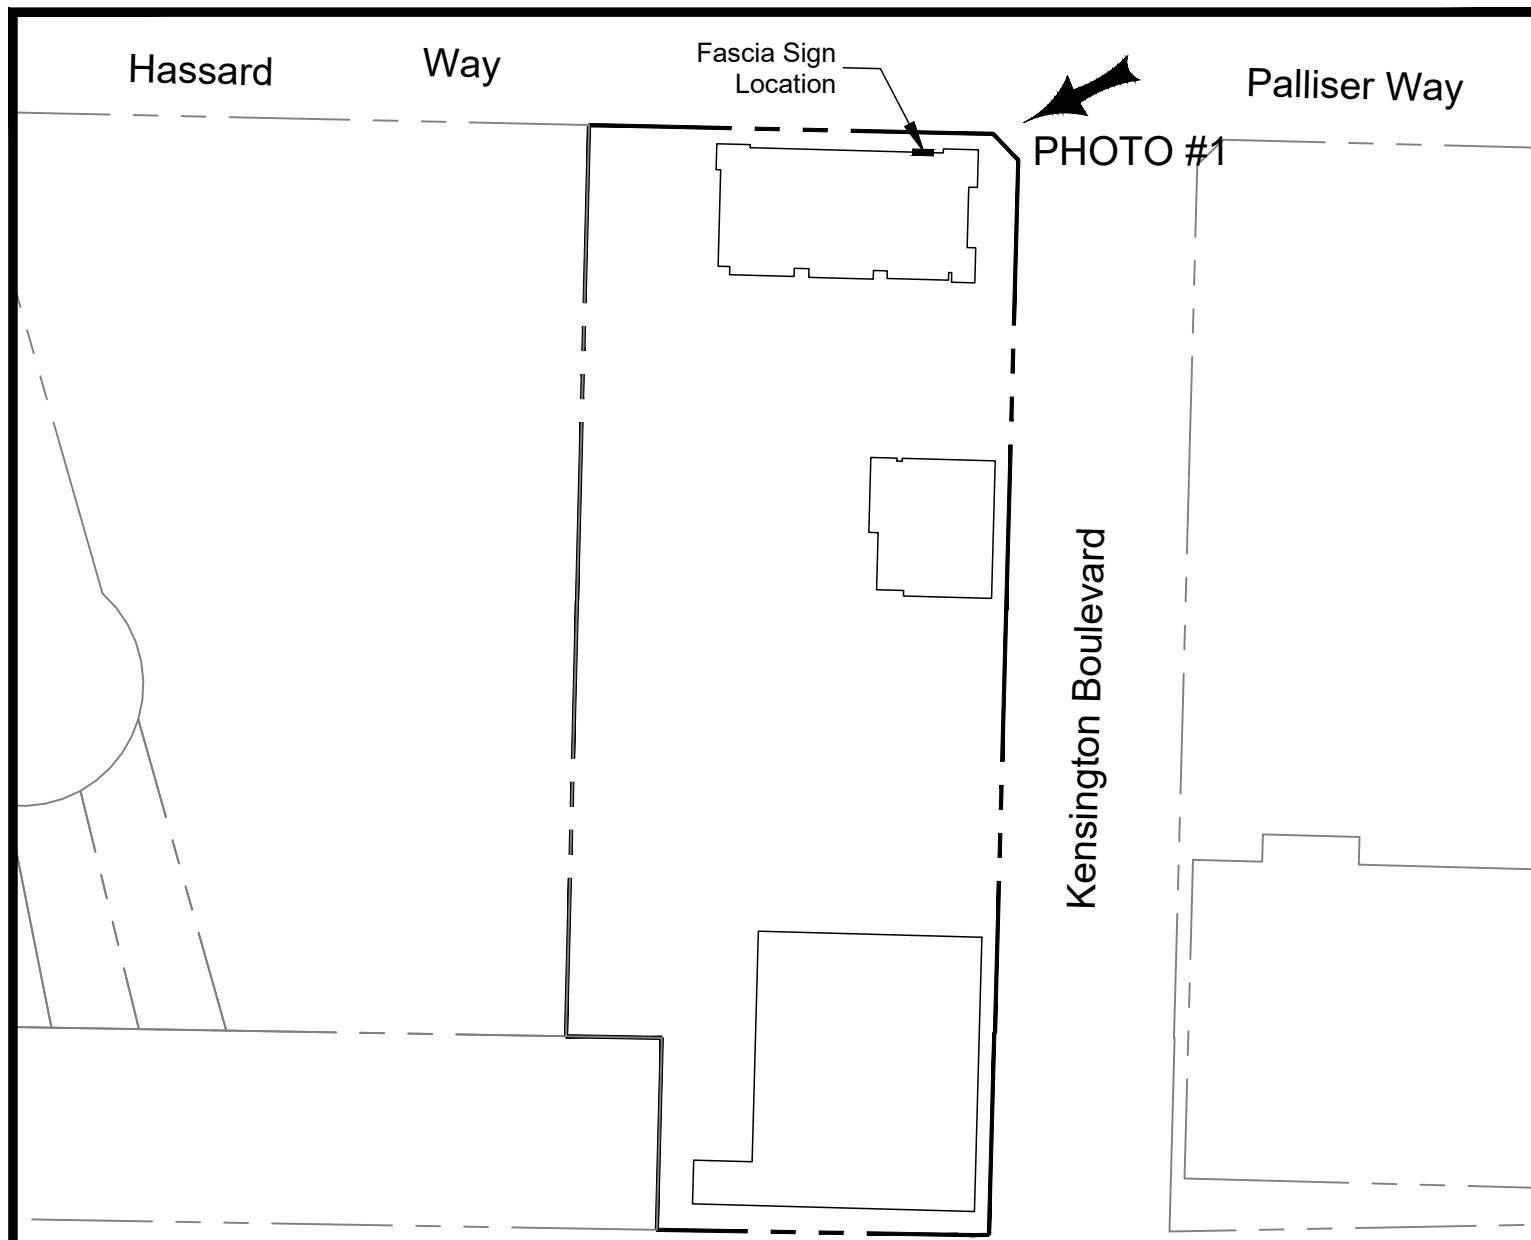 Hassard Way
Fascia Sign
Location
Palliser Way
PHOTO #1
Kensington Boulevard